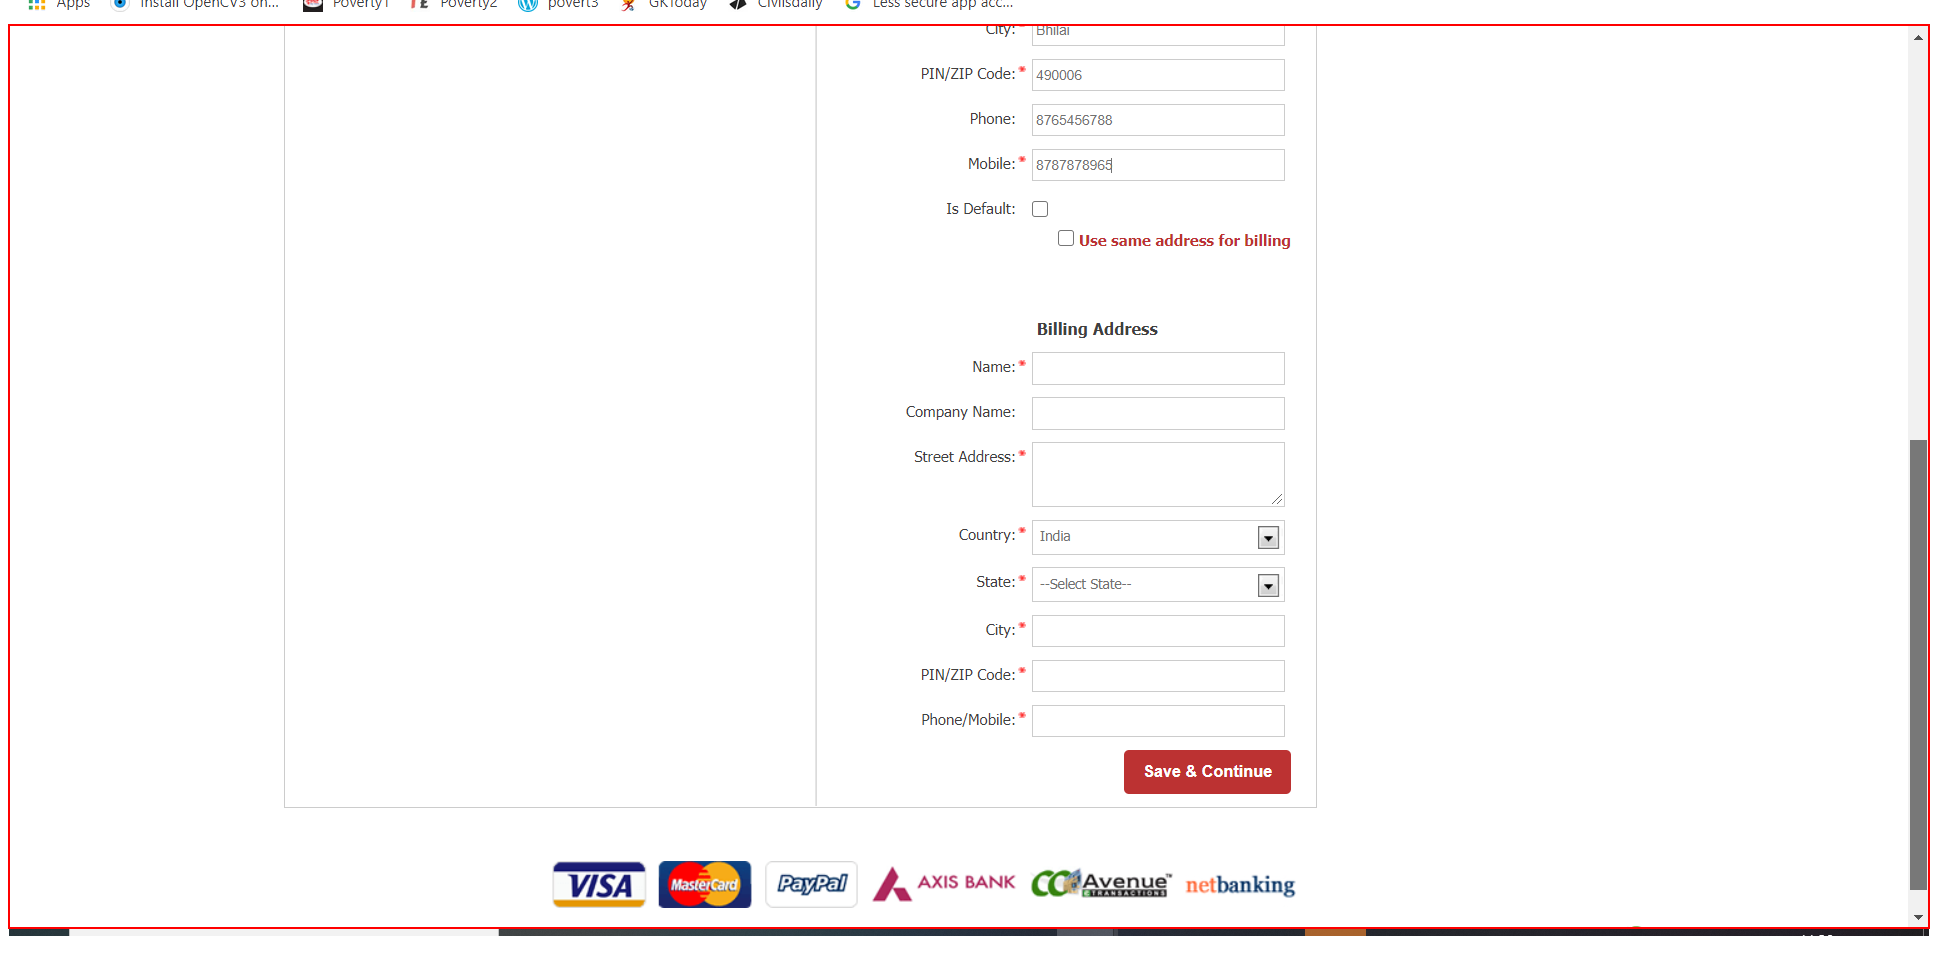 Apps Install OpenCV3 on... Poverty1 Poverty2 povert3 GKToday Civilsdaily Less secure app acc...
City: Bhilai
PIN/ZIP Code:* 490006
Phone: 8765456788
Mobile:* 8787878965
Is Default:
Use same address for billing
Billing Address
Name:*
Company Name:
Street Address:*
Country:* India
State:* --Select State--
City:*
PIN/ZIP Code:*
Phone/Mobile:*
Save & Continue
VISA MasterCard PayPal AXIS BANK CCAvenue™ netbanking
TRANSACTIONS